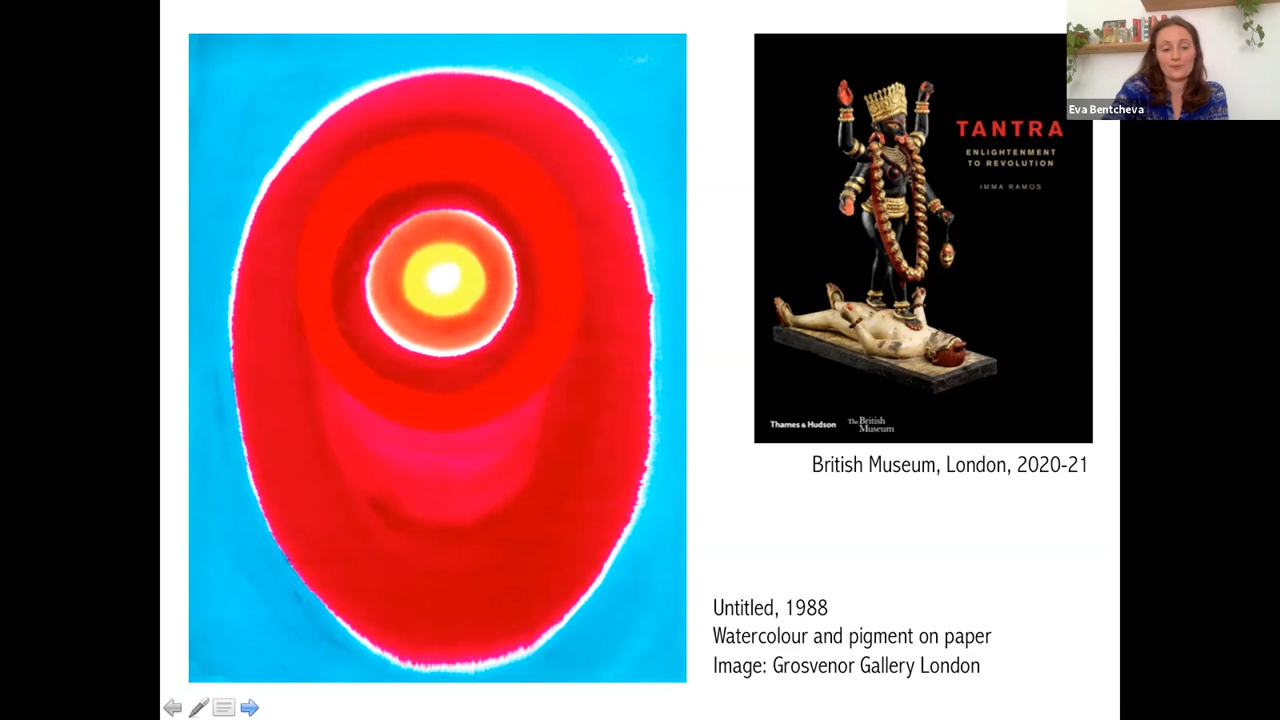 Eva Bentcheva
TANTRA
ENLIGHTENMENT
TO REVOLUTION
IMMA RAMOS
Thames & Hudson
The British
Museum
British Museum, London, 2020-21
Untitled, 1988
Watercolour and pigment on paper
Image: Grosvenor Gallery London